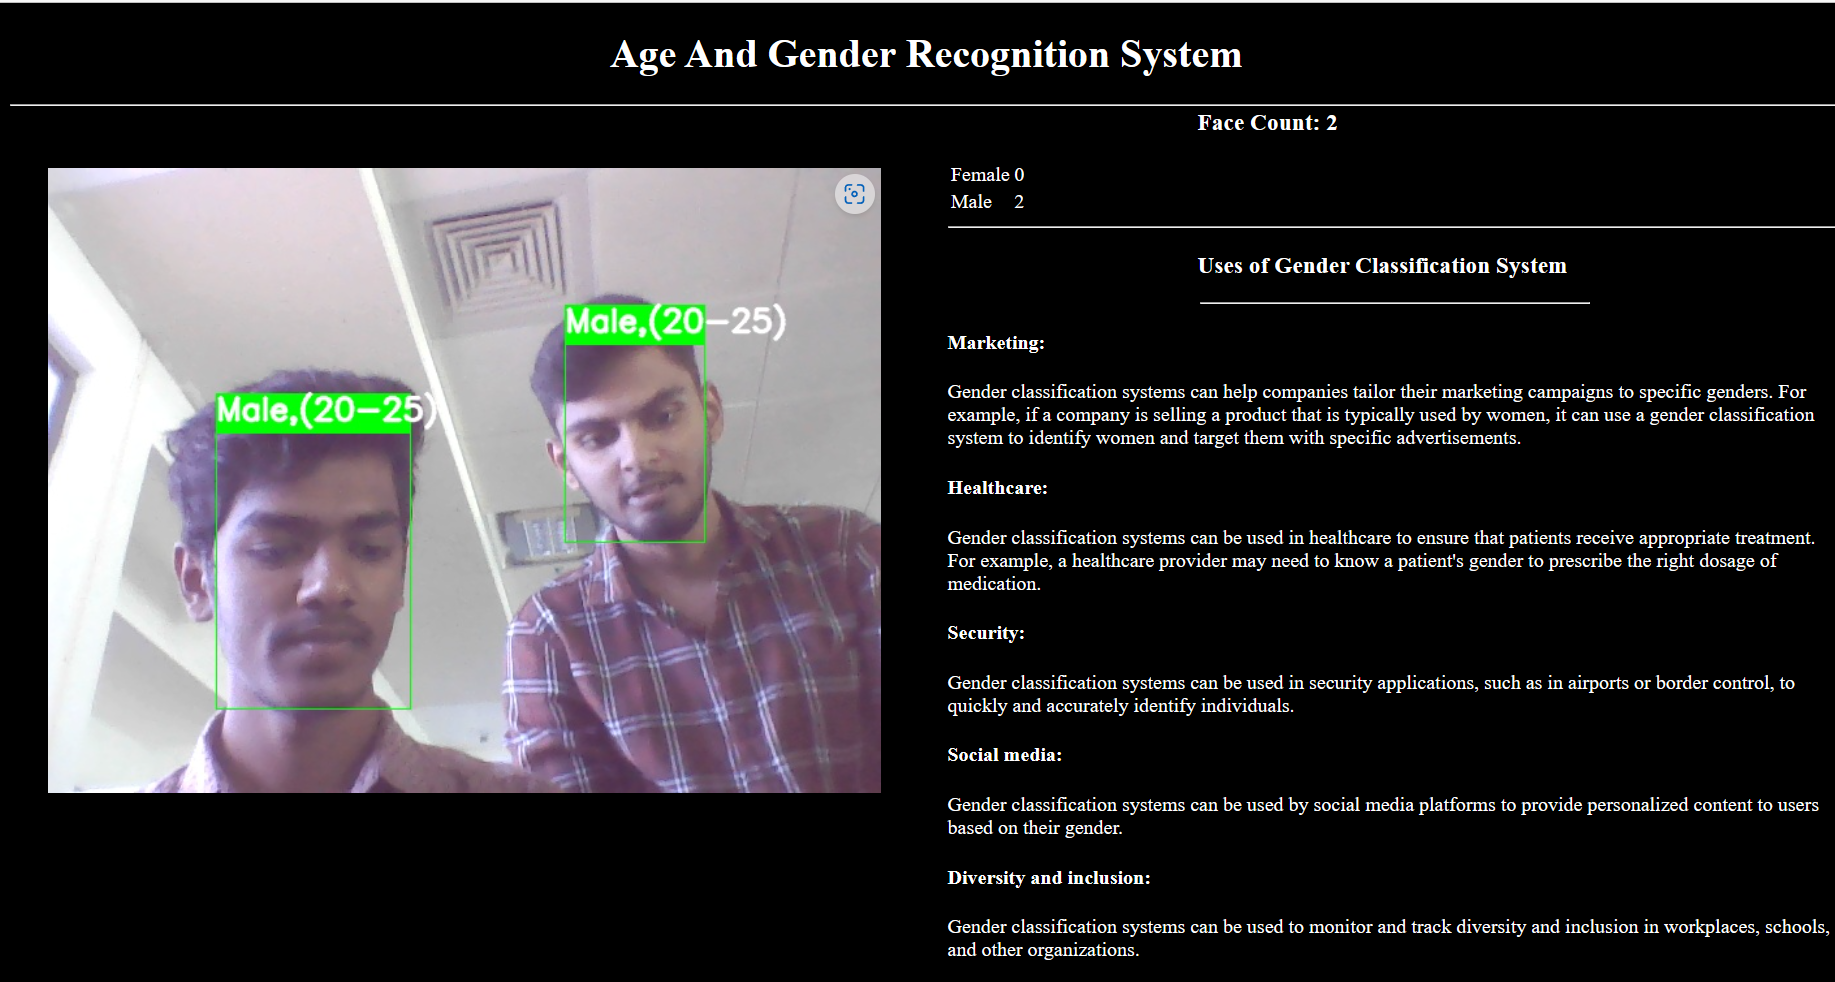 Age And Gender Recognition System
Face Count: 2
Female 0
Male 2
Male,(20-25)
Male,(20-25)
Uses of Gender Classification System
Marketing:
Gender classification systems can help companies tailor their marketing campaigns to specific genders. For
example, if a company is selling a product that is typically used by women, it can use a gender classification
system to identify women and target them with specific advertisements.
Healthcare:
Gender classification systems can be used in healthcare to ensure that patients receive appropriate treatment.
For example, a healthcare provider may need to know a patient's gender to prescribe the right dosage of
medication.
Security:
Gender classification systems can be used in security applications, such as in airports or border control, to
quickly and accurately identify individuals.
Social media:
Gender classification systems can be used by social media platforms to provide personalized content to users
based on their gender.
Diversity and inclusion:
Gender classification systems can be used to monitor and track diversity and inclusion in workplaces, schools,
and other organizations.